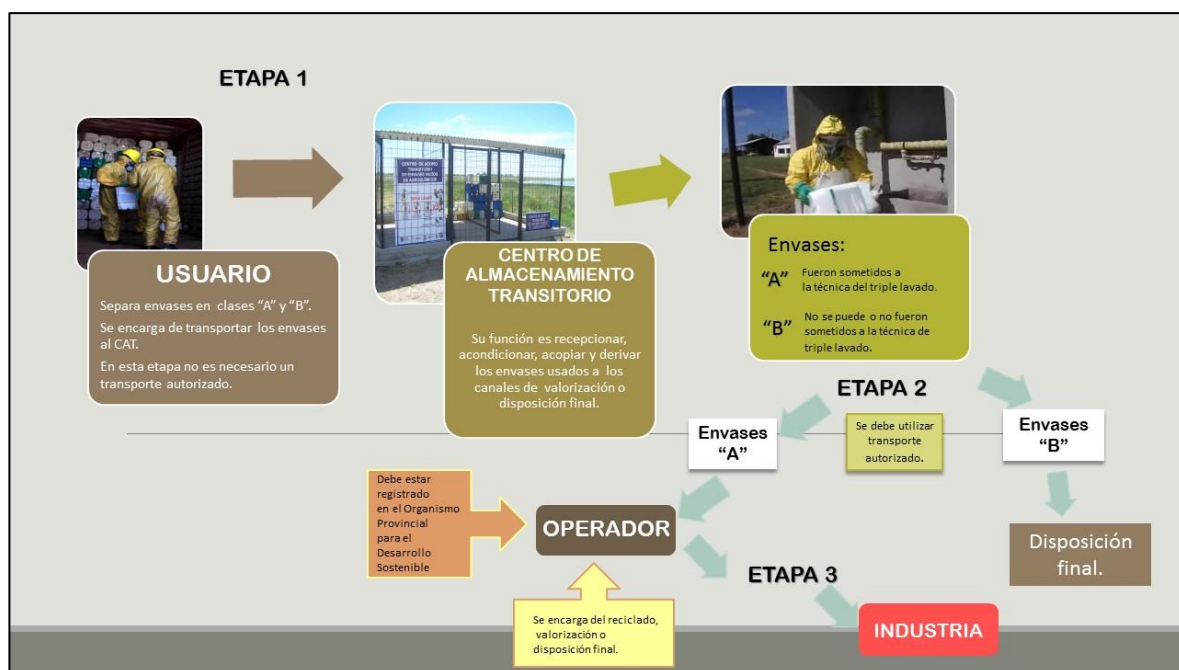 ETAPA 1
USUARIO
Separa envases en clases “A” y “B”.
Se encarga de transportar los envases
al CAT.
En esta etapa no es necesario un
transporte autorizado.
CENTRO DE
ALMACENAMIENTO
TRANSITORIO
Su función es recepcionar,
acondicionar, acopiar y derivar
los envases usados a los
canales de valorización o
disposición final.
Envases:
“A” Fueron sometidos a
la técnica del triple lavado.
“B” No se puede o no fueron
sometidos a la técnica de
triple lavado.
ETAPA 2
Envases
“A”
Se debe utilizar
transporte
autorizado.
Envases
“B”
Debe estar
registrado
en el Organismo
Provincial
para el
Desarrollo
Sostenible
OPERADOR
Disposición
final.
ETAPA 3
Se encarga del reciclado,
valorización o
disposición final.
INDUSTRIA